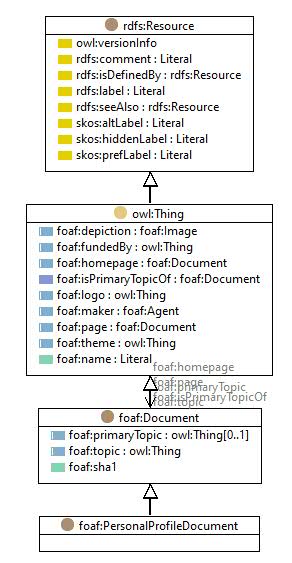 rdfs:Resource
owl:versionInfo
rdfs:comment : Literal
rdfs:isDefinedBy : rdfs:Resource
rdfs:label : Literal
rdfs:seeAlso : rdfs:Resource
skos:altLabel : Literal
skos:hiddenLabel : Literal
skos:prefLabel : Literal
owl:Thing
foaf:depiction : foaf:Image
foaf:fundedBy : owl:Thing
foaf:homepage : foaf:Document
foaf:isPrimaryTopicOf : foaf:Document
foaf:logo : owl:Thing
foaf:maker : foaf:Agent
foaf:page : foaf:Document
foaf:theme : owl:Thing
foaf:name : Literal
foaf:homepage
foaf:page
foaf:primaryTopic
foaf:isPrimaryTopicOf
foaf:topic
foaf:Document
foaf:primaryTopic : owl:Thing[0..1]
foaf:topic : owl:Thing
foaf:sha1
foaf:PersonalProfileDocument